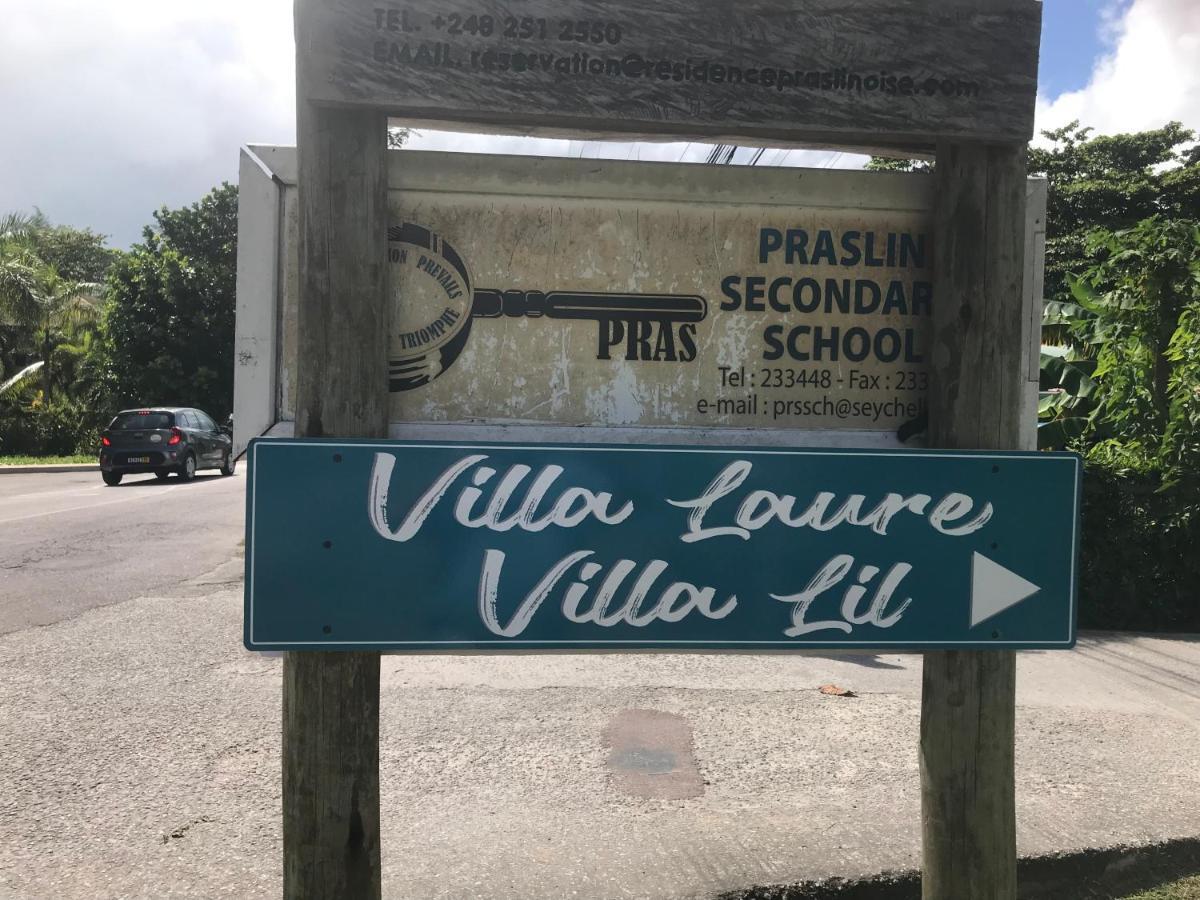 TEL. +248 251 2550
EMAIL. reservation@residencepraslinoise.com
ION PREVAILS
TRIOMPHE
PRAS
PRASLIN
SECONDAR
SCHOOL
Tel : 233448 - Fax : 233
e-mail : prssch@seychel
Villa Laure
Villa Lil